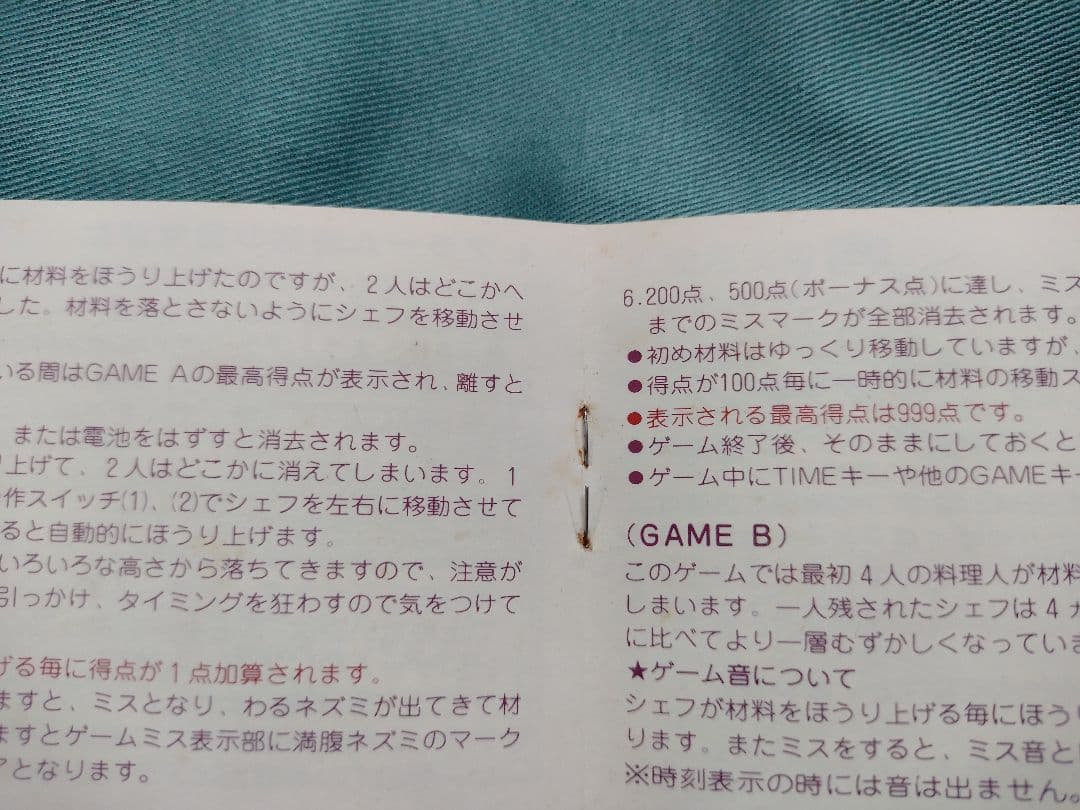 に材料をほうり上げたのですが、2人はどこかへ
した。材料を落とさないようにシェフを移動させ
いる間はGAME Aの最高得点が表示され、離すと
または電池をはずすと消去されます。
上げて、2人はどこかに消えてしまいます。1
作スイッチ(1)、(2)でシェフを左右に移動させて
ると自動的にほうり上げます。
いろいろな高さから落ちてきますので、注意が
引っかけ、タイミングを狂わすので気をつけて
げる毎に得点が1点加算されます。
ますと、ミスとなり、わるネズミが出てきて材
ますとゲームミス表示部に満腹ネズミのマーク
アとなります。
6.200点、500点(ボーナス点)に達し、ミス
までのミスマークが全部消去されます。
●初め材料はゆっくり移動していますが、
●得点が100点毎に一時的に材料の移動ス
●表示される最高得点は999点です。
●ゲーム終了後、そのままにしておくと
●ゲーム中にTIMEキーや他のGAMEキー
(GAME B)
このゲームでは最初4人の料理人が材料
しまいます。一人残されたシェフは4カ
に比べてより一層むずかしくなっていま
★ゲーム音について
シェフが材料をほうり上げる毎にほうり
ります。またミスをすると、ミス音と
※時刻表示の時には音は出ません。